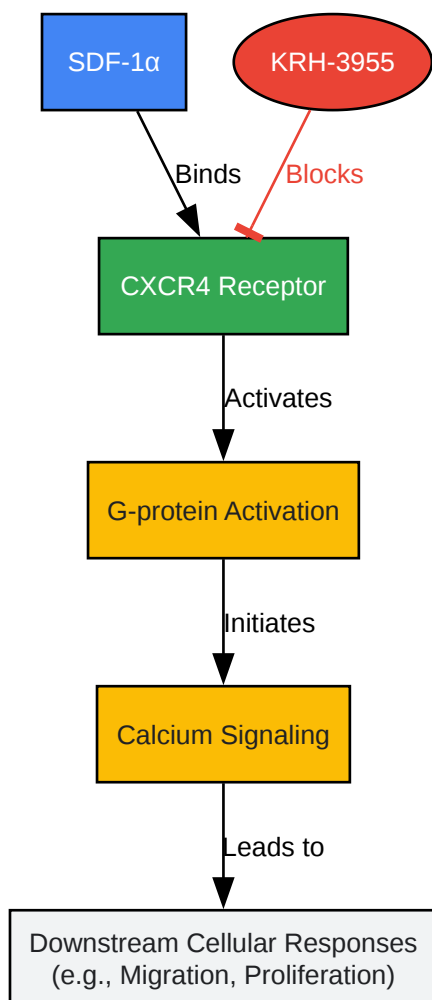 SDF-1α
KRH-3955
Binds
Blocks
CXCR4 Receptor
Activates
G-protein Activation
Initiates
Calcium Signaling
Leads to
Downstream Cellular Responses
(e.g., Migration, Proliferation)